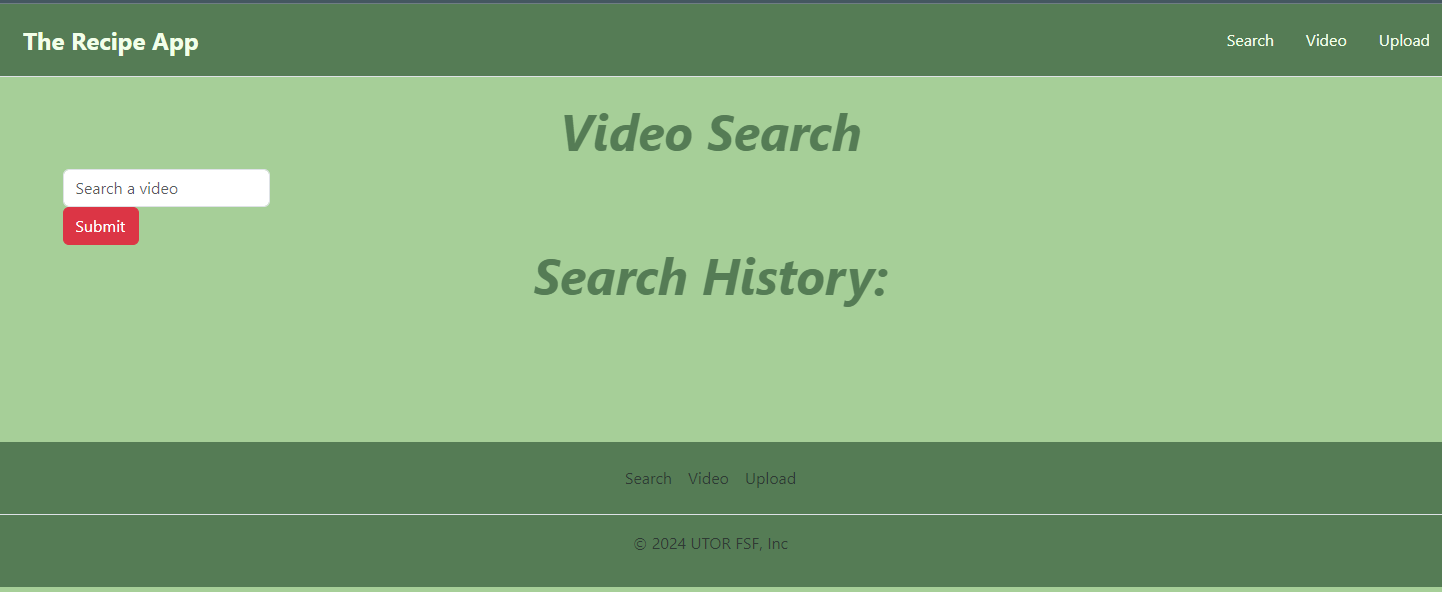 The Recipe App
Search Video Upload
Video Search
Search a video
Submit
Search History:
Search Video Upload
© 2024 UTOR FSF, Inc